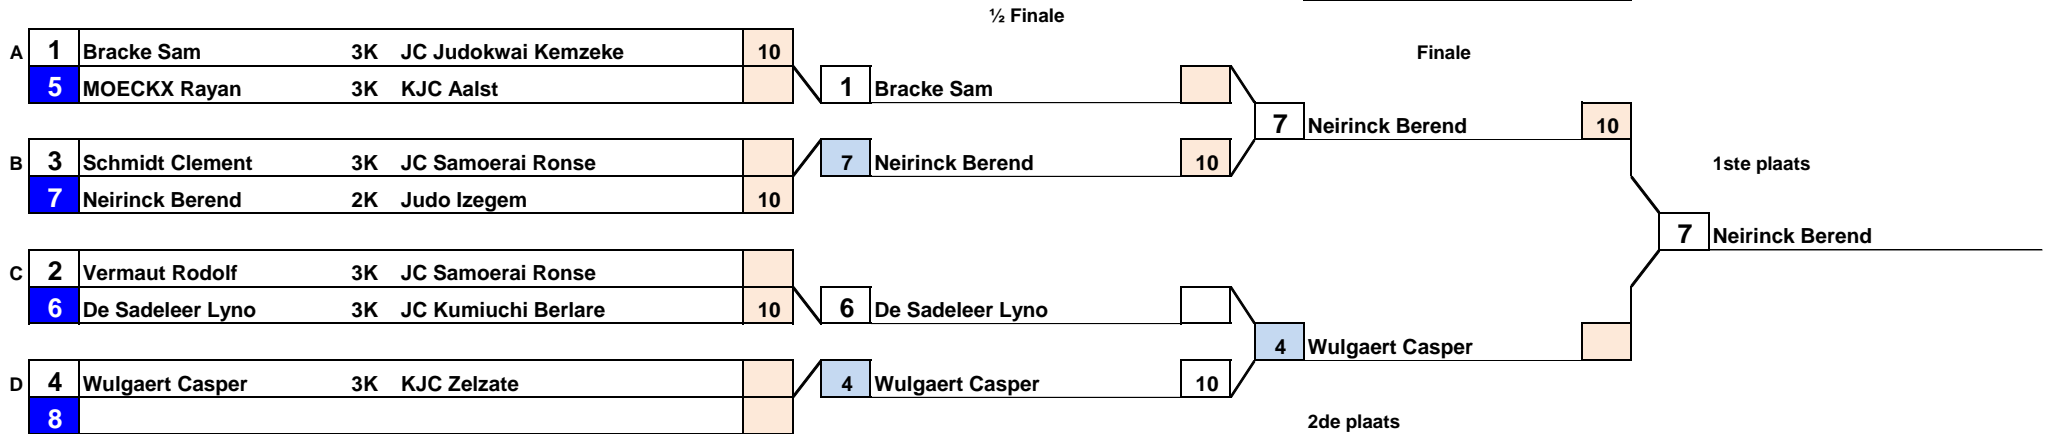 ½ Finale
A 1 Bracke Sam 3K JC Judokwai Kemzeke 10
Finale
5 MOECKX Rayan 3K KJC Aalst
1 Bracke Sam
7 Neirinck Berend 10
B 3 Schmidt Clement 3K JC Samoerai Ronse
7 Neirinck Berend 10
1ste plaats
7 Neirinck Berend 2K Judo Izegem 10
7 Neirinck Berend
C 2 Vermaut Rodolf 3K JC Samoerai Ronse
6 De Sadeleer Lyno 3K JC Kumiuchi Berlare 10
6 De Sadeleer Lyno
4 Wulgaert Casper
D 4 Wulgaert Casper 3K KJC Zelzate
4 Wulgaert Casper 10
8
2de plaats